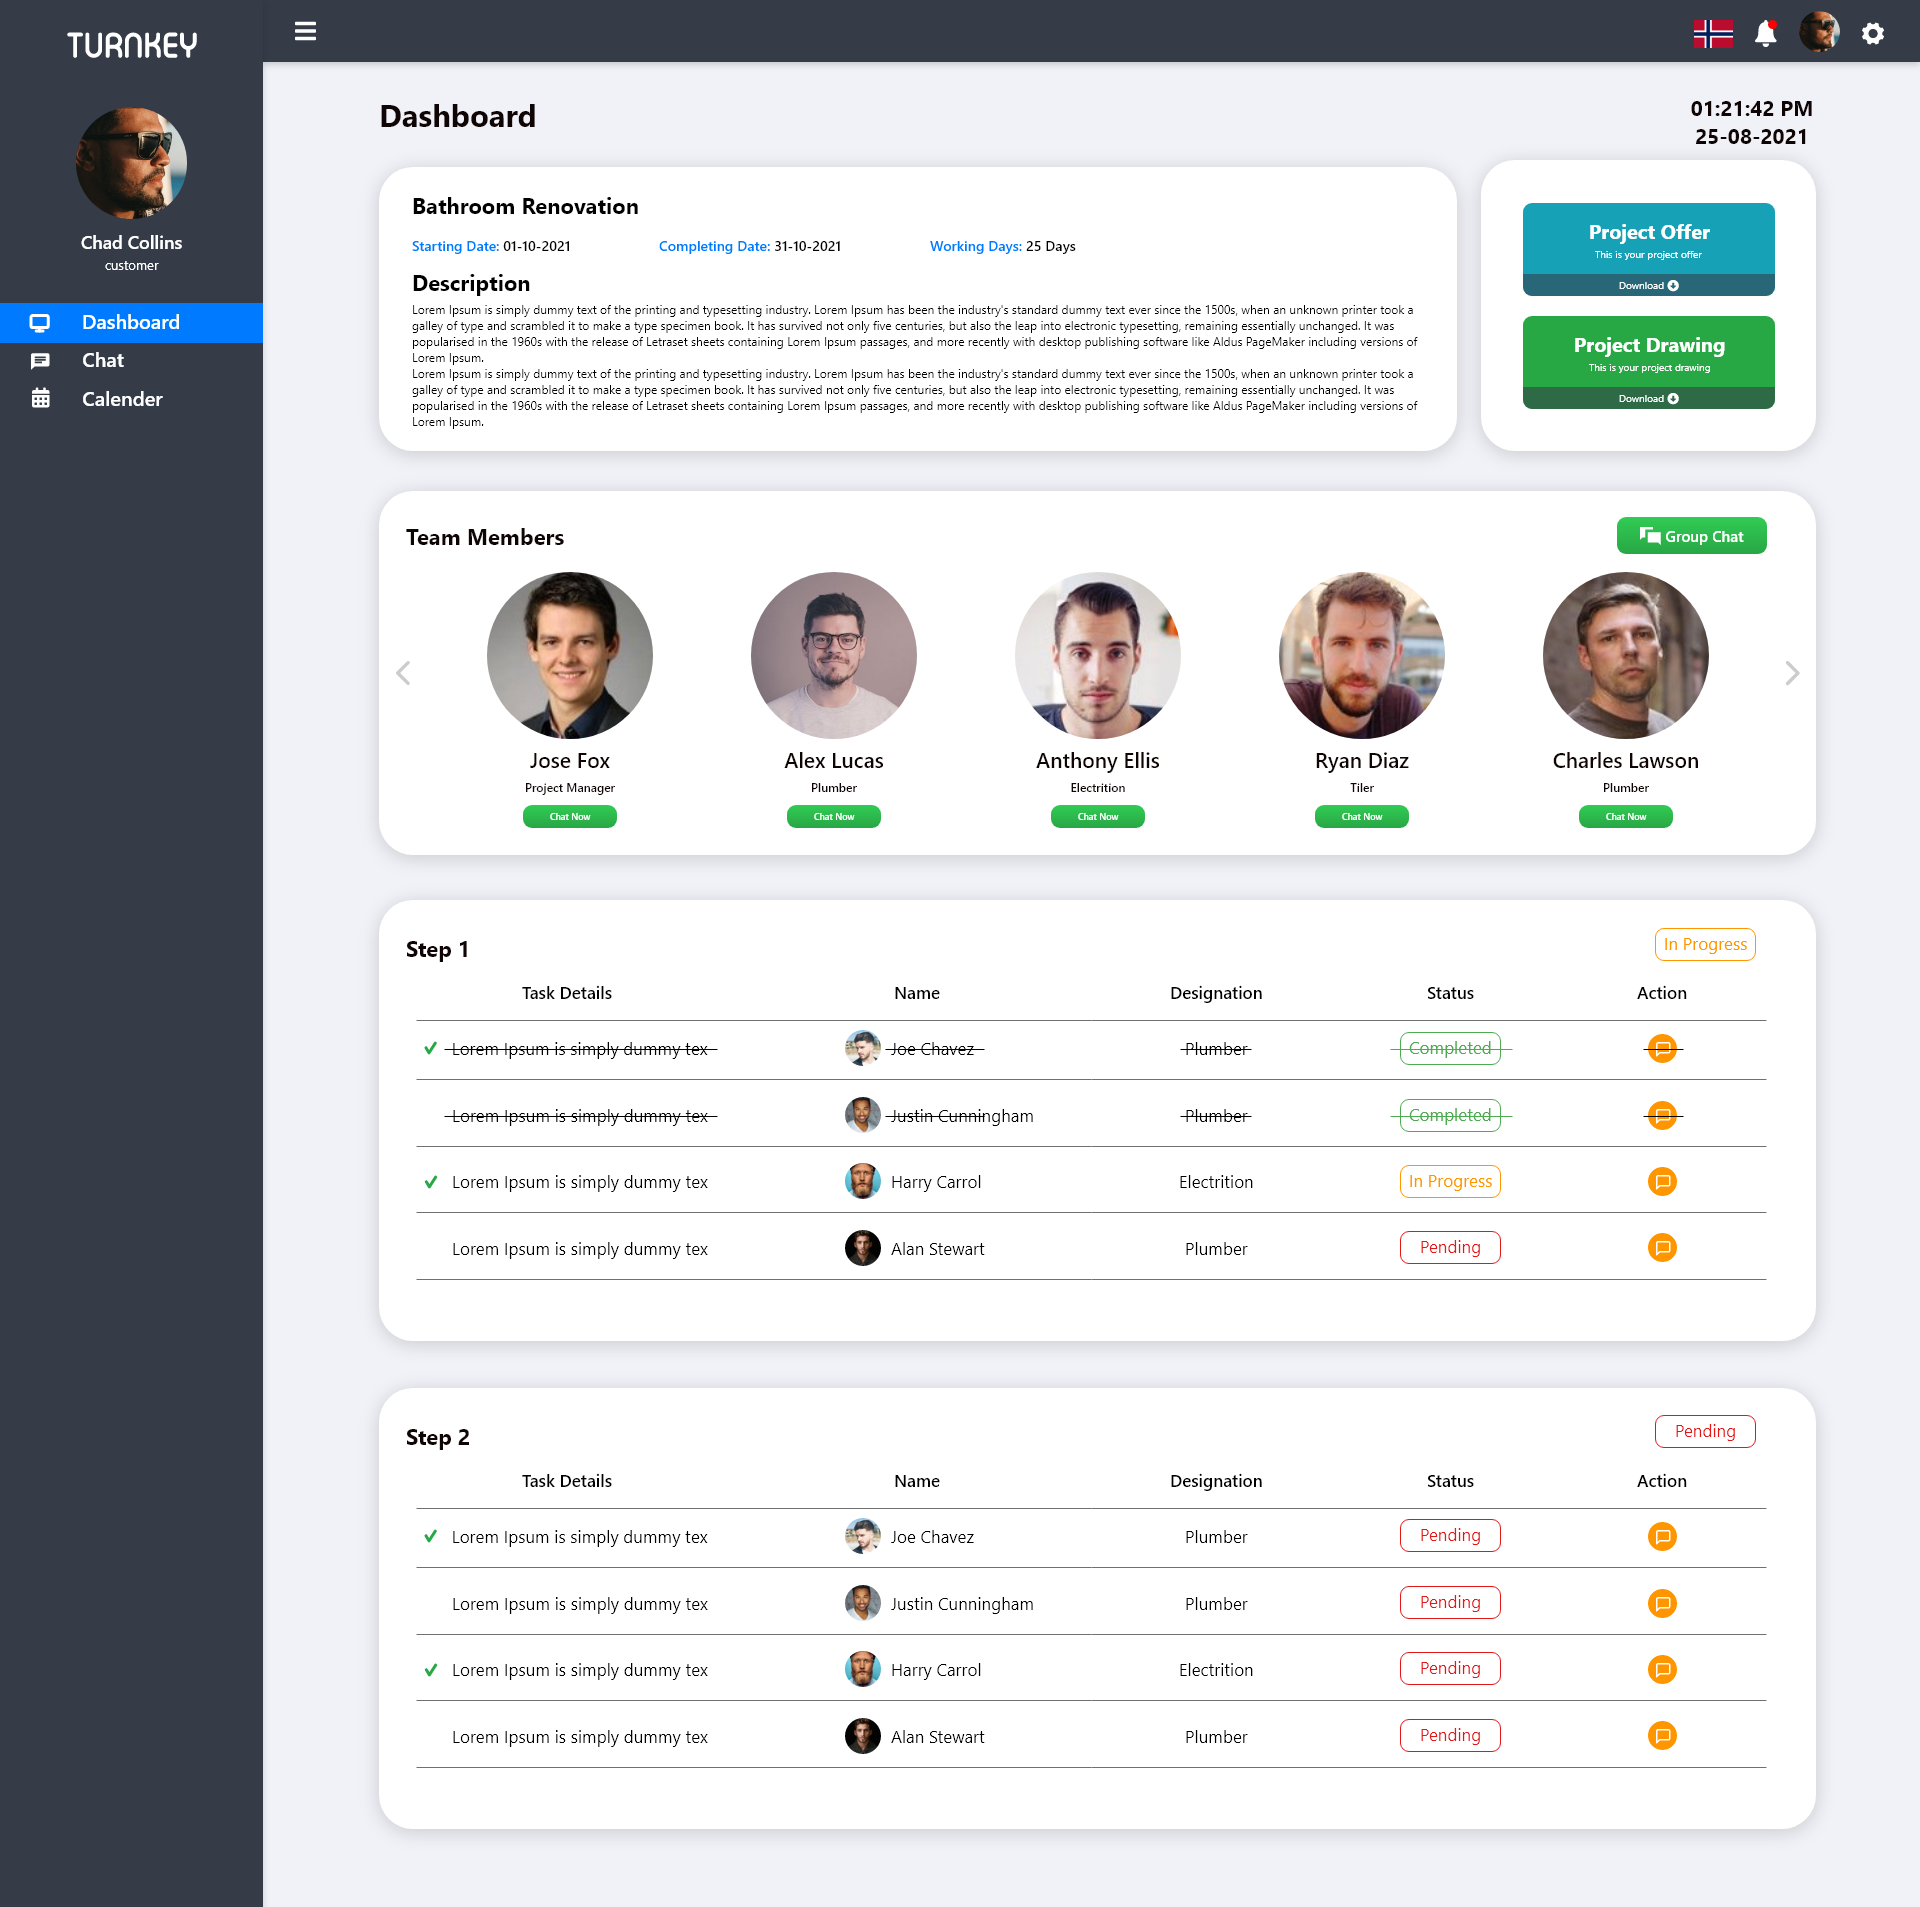 TURNKEY
Chad Collins
customer
Dashboard
Chat
Calender
Dashboard
01:21:42 PM
25-08-2021
Bathroom Renovation
Starting Date: 01-10-2021 Completing Date: 31-10-2021 Working Days: 25 Days
Description
Lorem Ipsum is simply dummy text of the printing and typesetting industry. Lorem Ipsum has been the industry's standard dummy text ever since the 1500s, when an unknown printer took a
galley of type and scrambled it to make a type specimen book. It has survived not only five centuries, but also the leap into electronic typesetting, remaining essentially unchanged. It was
popularised in the 1960s with the release of Letraset sheets containing Lorem Ipsum passages, and more recently with desktop publishing software like Aldus PageMaker including versions of
Lorem Ipsum.
Lorem Ipsum is simply dummy text of the printing and typesetting industry. Lorem Ipsum has been the industry's standard dummy text ever since the 1500s, when an unknown printer took a
galley of type and scrambled it to make a type specimen book. It has survived not only five centuries, but also the leap into electronic typesetting, remaining essentially unchanged. It was
popularised in the 1960s with the release of Letraset sheets containing Lorem Ipsum passages, and more recently with desktop publishing software like Aldus PageMaker including versions of
Lorem Ipsum.
Project Offer
This is your project offer
Download
Project Drawing
This is your project drawing
Download
Team Members
Group Chat
Jose Fox Alex Lucas Anthony Ellis Ryan Diaz Charles Lawson
Project Manager Plumber Electrition Tiler Plumber
Chat Now Chat Now Chat Now Chat Now Chat Now
Step 1
In Progress
Task Details Name Designation Status Action
Lorem Ipsum is simply dummy tex Joe Chavez Plumber Completed
Lorem Ipsum is simply dummy tex Justin Cunningham Plumber Completed
Lorem Ipsum is simply dummy tex Harry Carrol Electrition In Progress
Lorem Ipsum is simply dummy tex Alan Stewart Plumber Pending
Step 2
Pending
Task Details Name Designation Status Action
Lorem Ipsum is simply dummy tex Joe Chavez Plumber Pending
Lorem Ipsum is simply dummy tex Justin Cunningham Plumber Pending
Lorem Ipsum is simply dummy tex Harry Carrol Electrition Pending
Lorem Ipsum is simply dummy tex Alan Stewart Plumber Pending